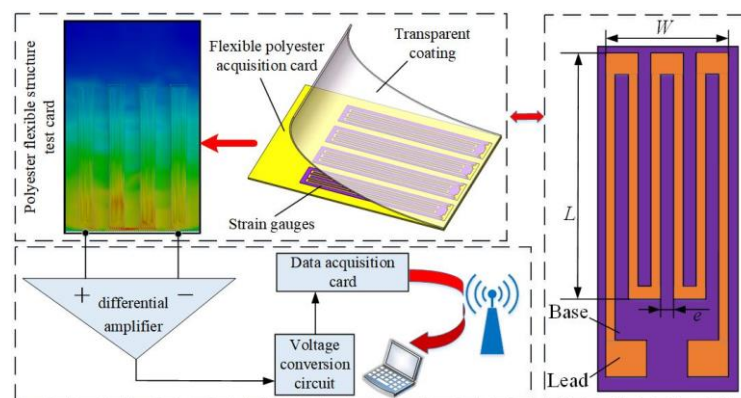 Polyester flexible structure
test card
Flexible polyester
acquisition card
Transparent
coating
Strain gauges
+
−
differential
amplifier
Data acquisition
card
Voltage
conversion
circuit
W
L
e
Base
Lead